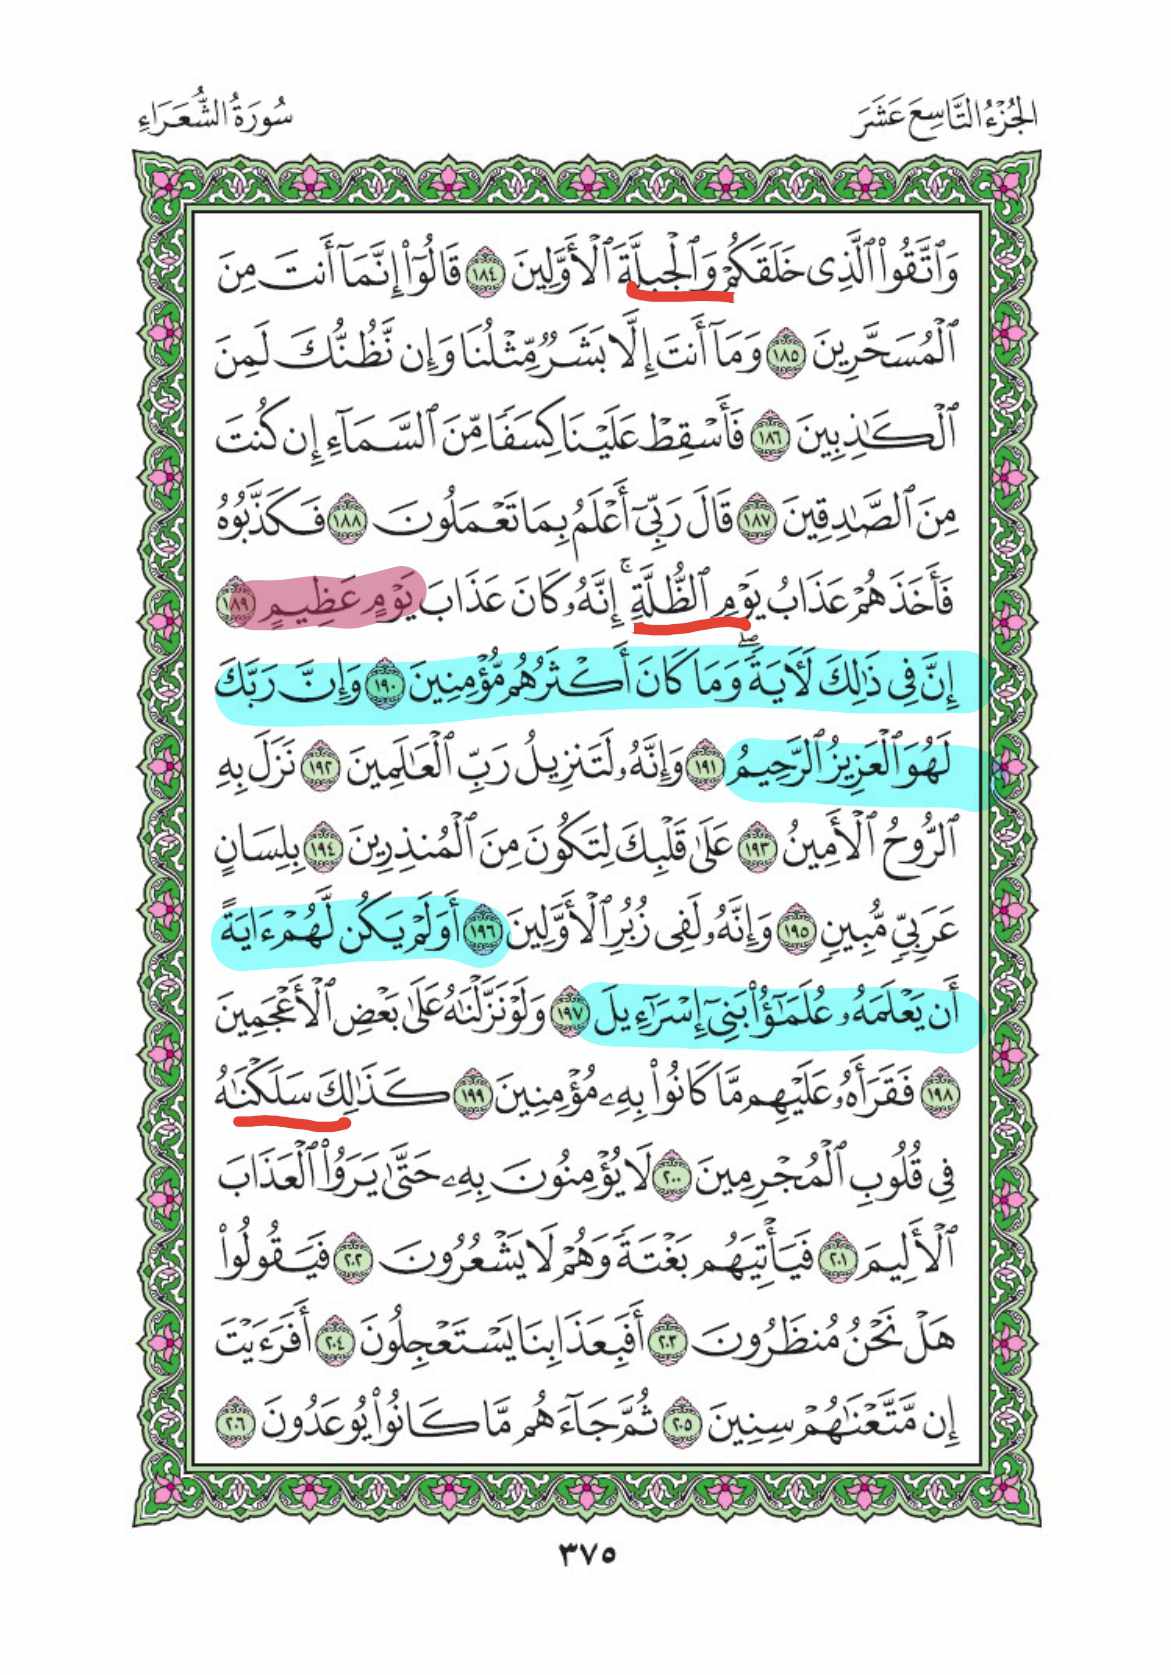 الجُزْءُ التَّاسِعَ عَشَرَ
سُورَةُ الشُّعَرَاءِ
وَٱتَّقُوا۟ ٱلَّذِى خَلَقَكُمْ وَٱلْجِبِلَّةَ ٱلْأَوَّلِينَ ١٨٤ قَالُوٓا۟ إِنَّمَآ أَنتَ مِنَ
ٱلْمُسَحَّرِينَ ١٨٥ وَمَآ أَنتَ إِلَّا بَشَرٌ مِّثْلُنَا وَإِن نَّظُنُّكَ لَمِنَ
ٱلْكَـٰذِبِينَ ١٨٦ فَأَسْقِطْ عَلَيْنَا كِسَفًا مِّنَ ٱلسَّمَآءِ إِن كُنتَ
مِنَ ٱلصَّـٰدِقِينَ ١٨٧ قَالَ رَبِّىٓ أَعْلَمُ بِمَا تَعْمَلُونَ ١٨٨ فَكَذَّبُوهُ
فَأَخَذَهُمْ عَذَابُ يَوْمِ ٱلظُّلَّةِ ۚ إِنَّهُۥ كَانَ عَذَابَ يَوْمٍ عَظِيمٍ ١٨٩
إِنَّ فِى ذَٰلِكَ لَـَٔايَةً ۖ وَمَا كَانَ أَكْثَرُهُم مُّؤْمِنِينَ ١٩٠ وَإِنَّ رَبَّكَ
لَهُوَ ٱلْعَزِيزُ ٱلرَّحِيمُ ١٩١ وَإِنَّهُۥ لَتَنزِيلُ رَبِّ ٱلْعَـٰلَمِينَ ١٩٢ نَزَلَ بِهِ
ٱلرُّوحُ ٱلْأَمِينُ ١٩٣ عَلَىٰ قَلْبِكَ لِتَكُونَ مِنَ ٱلْمُنذِرِينَ ١٩٤ بِلِسَانٍ
عَرَبِىٍّ مُّبِينٍ ١٩٥ وَإِنَّهُۥ لَفِى زُبُرِ ٱلْأَوَّلِينَ ١٩٦ أَوَلَمْ يَكُن لَّهُمْ ءَايَةً
أَن يَعْلَمَهُۥ عُلَمَـٰٓؤُا۟ بَنِىٓ إِسْرَٰٓءِيلَ ١٩٧ وَلَوْ نَزَّلْنَـٰهُ عَلَىٰ بَعْضِ ٱلْأَعْجَمِينَ
١٩٨ فَقَرَأَهُۥ عَلَيْهِم مَّا كَانُوا۟ بِهِۦ مُؤْمِنِينَ ١٩٩ كَذَٰلِكَ سَلَكْنَـٰهُ
فِى قُلُوبِ ٱلْمُجْرِمِينَ ٢٠٠ لَا يُؤْمِنُونَ بِهِۦ حَتَّىٰ يَرَوُا۟ ٱلْعَذَابَ
ٱلْأَلِيمَ ٢٠١ فَيَأْتِيَهُم بَغْتَةً وَهُمْ لَا يَشْعُرُونَ ٢٠٢ فَيَقُولُوا۟
هَلْ نَحْنُ مُنظَرُونَ ٢٠٣ أَفَبِعَذَابِنَا يَسْتَعْجِلُونَ ٢٠٤ أَفَرَءَيْتَ
إِن مَّتَّعْنَـٰهُمْ سِنِينَ ٢٠٥ ثُمَّ جَآءَهُم مَّا كَانُوا۟ يُوعَدُونَ ٢٠٦
٣٧٥